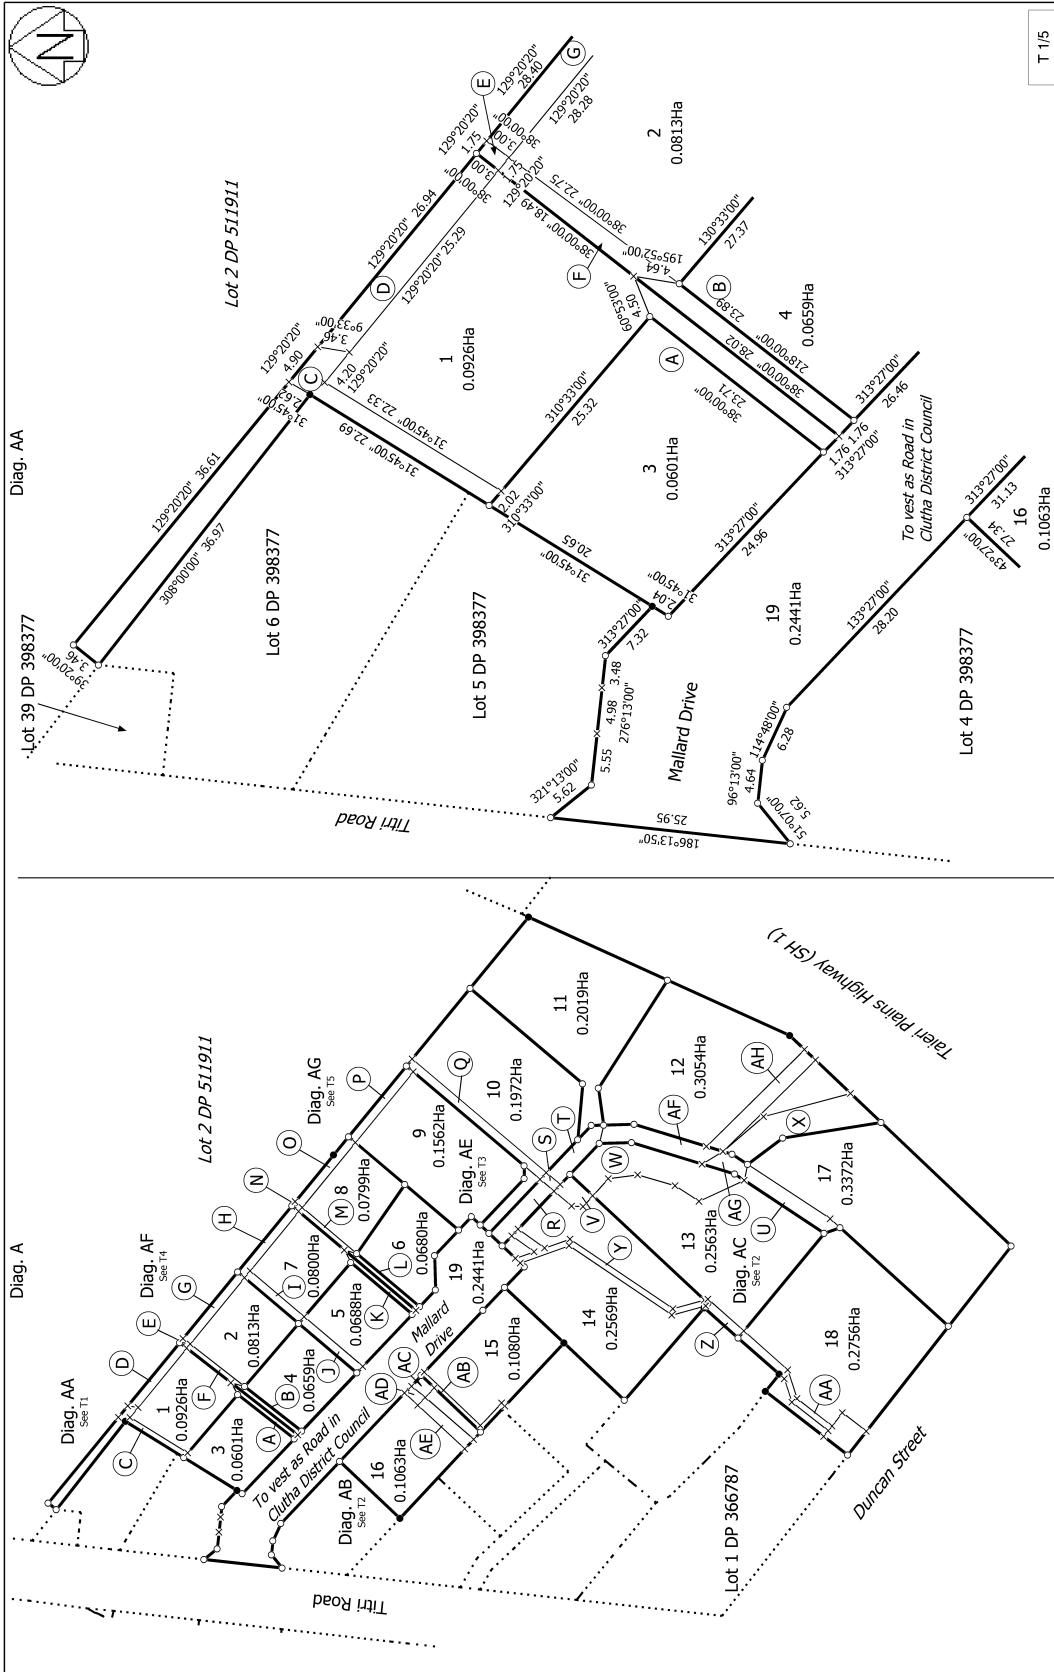 Diag. A
Lot 2 DP 511911
Diag. AA
See T1
Diag. AF
See T4
Diag. AG
See T5
C
D
E
G
H
N
O
P
1
0.0926Ha
2
0.0813Ha
3
0.0601Ha
F
A
B
4
0.0659Ha
I
7
0.0800Ha
M
8
0.0799Ha
9
0.1562Ha
Q
10
0.1972Ha
11
0.2019Ha
5
0.0688Ha
J
K
L
6
0.0680Ha
Diag. AE
See T3
19
0.2441Ha
Mallard
Drive
To vest as Road in
Clutha District Council
R
S
T
V
W
12
0.3054Ha
AF
AH
AG
X
U
13
0.2563Ha
Diag. AC
See T2
Y
14
0.2569Ha
15
0.1080Ha
AC
AD
AB
AE
16
0.1063Ha
Diag. AB
See T2
17
0.3372Ha
18
0.2756Ha
Z
AA
Lot 1 DP 366787
Duncan Street
Titri Road
Taieri Plains Highway (SH 1)
Diag. AA
N
Lot 39 DP 398377
Lot 2 DP 511911
Lot 6 DP 398377
Lot 5 DP 398377
Lot 4 DP 398377
Titri Road
Mallard Drive
39°20'00"
3.46
129°20'20" 36.61
308°00'00" 36.97
31°45'00"
2.62
C
129°20'20"
4.90
9°33'00"
3.46
4.20
129°20'20"
D
129°20'20" 26.94
129°20'20" 25.29
38°00'00"
3.00
129°20'20"
1.75
38°00'00"
3.00
E
129°20'20"
28.40
G
129°20'20"
28.28
1.75
129°20'20"
31°45'00" 22.69
31°45'00" 22.33
1
0.0926Ha
2
0.0813Ha
38°00'00" 18.49
38°00'00" 22.75
F
195°52'00"
4.64
60°53'00"
4.50
130°33'00"
27.37
310°33'00"
25.32
2.02
310°33'00"
31°45'00"
20.65
3
0.0601Ha
A
38°00'00"
23.71
38°00'00"
28.02
218°00'00"
23.89
B
4
0.0659Ha
313°27'00"
26.46
1.76 1.76
313°27'00"
313°27'00"
24.96
31°45'00"
2.04
313°27'00"
7.32
3.48
4.98
276°13'00"
5.55
321°13'00"
5.62
25.95
186°13'50"
51°07'00"
5.62
96°13'00"
4.64
114°48'00"
6.28
133°27'00"
28.20
19
0.2441Ha
To vest as Road in
Clutha District Council
313°27'00"
31.13
43°27'00"
27.34
16
0.1063Ha
T 1/5